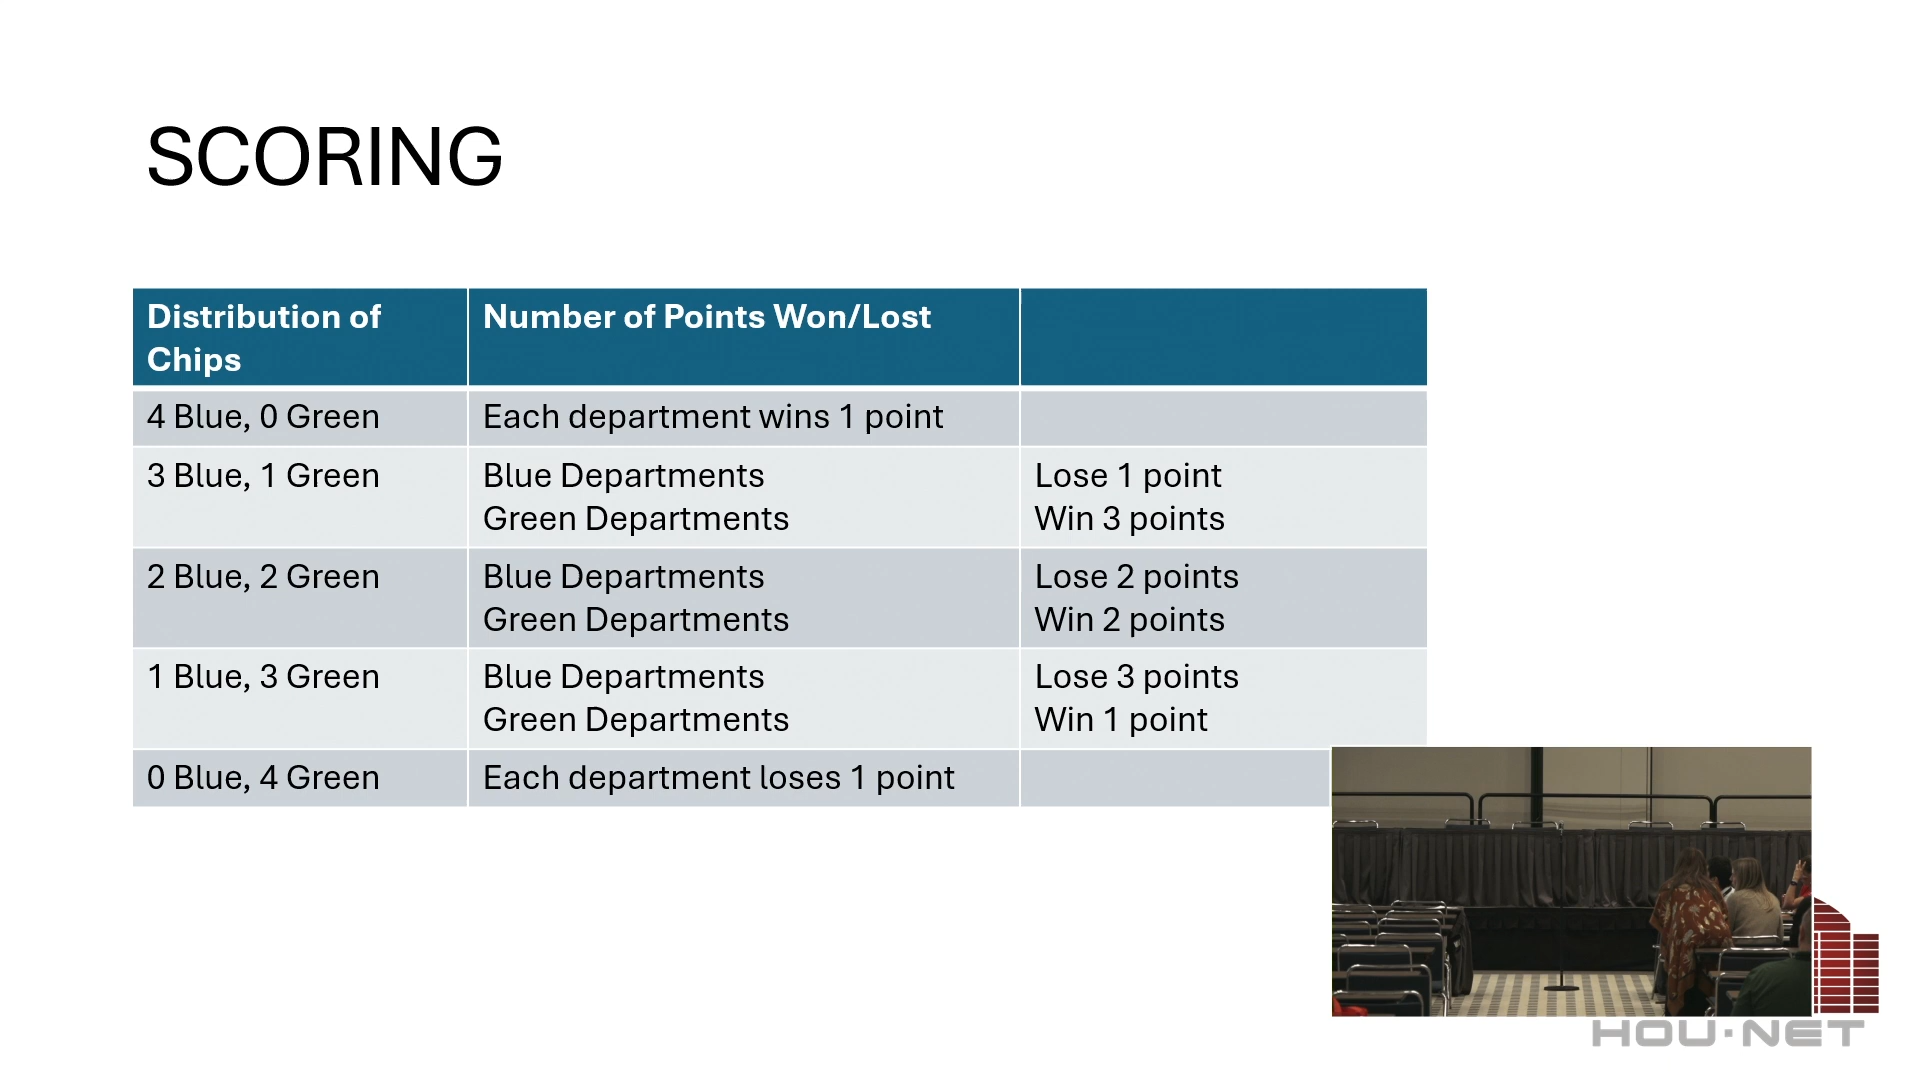 SCORING
Distribution of
Chips
Number of Points Won/Lost
4 Blue, 0 Green
Each department wins 1 point
3 Blue, 1 Green
Blue Departments
Green Departments
Lose 1 point
Win 3 points
2 Blue, 2 Green
Blue Departments
Green Departments
Lose 2 points
Win 2 points
1 Blue, 3 Green
Blue Departments
Green Departments
Lose 3 points
Win 1 point
0 Blue, 4 Green
Each department loses 1 point
HOU·NET